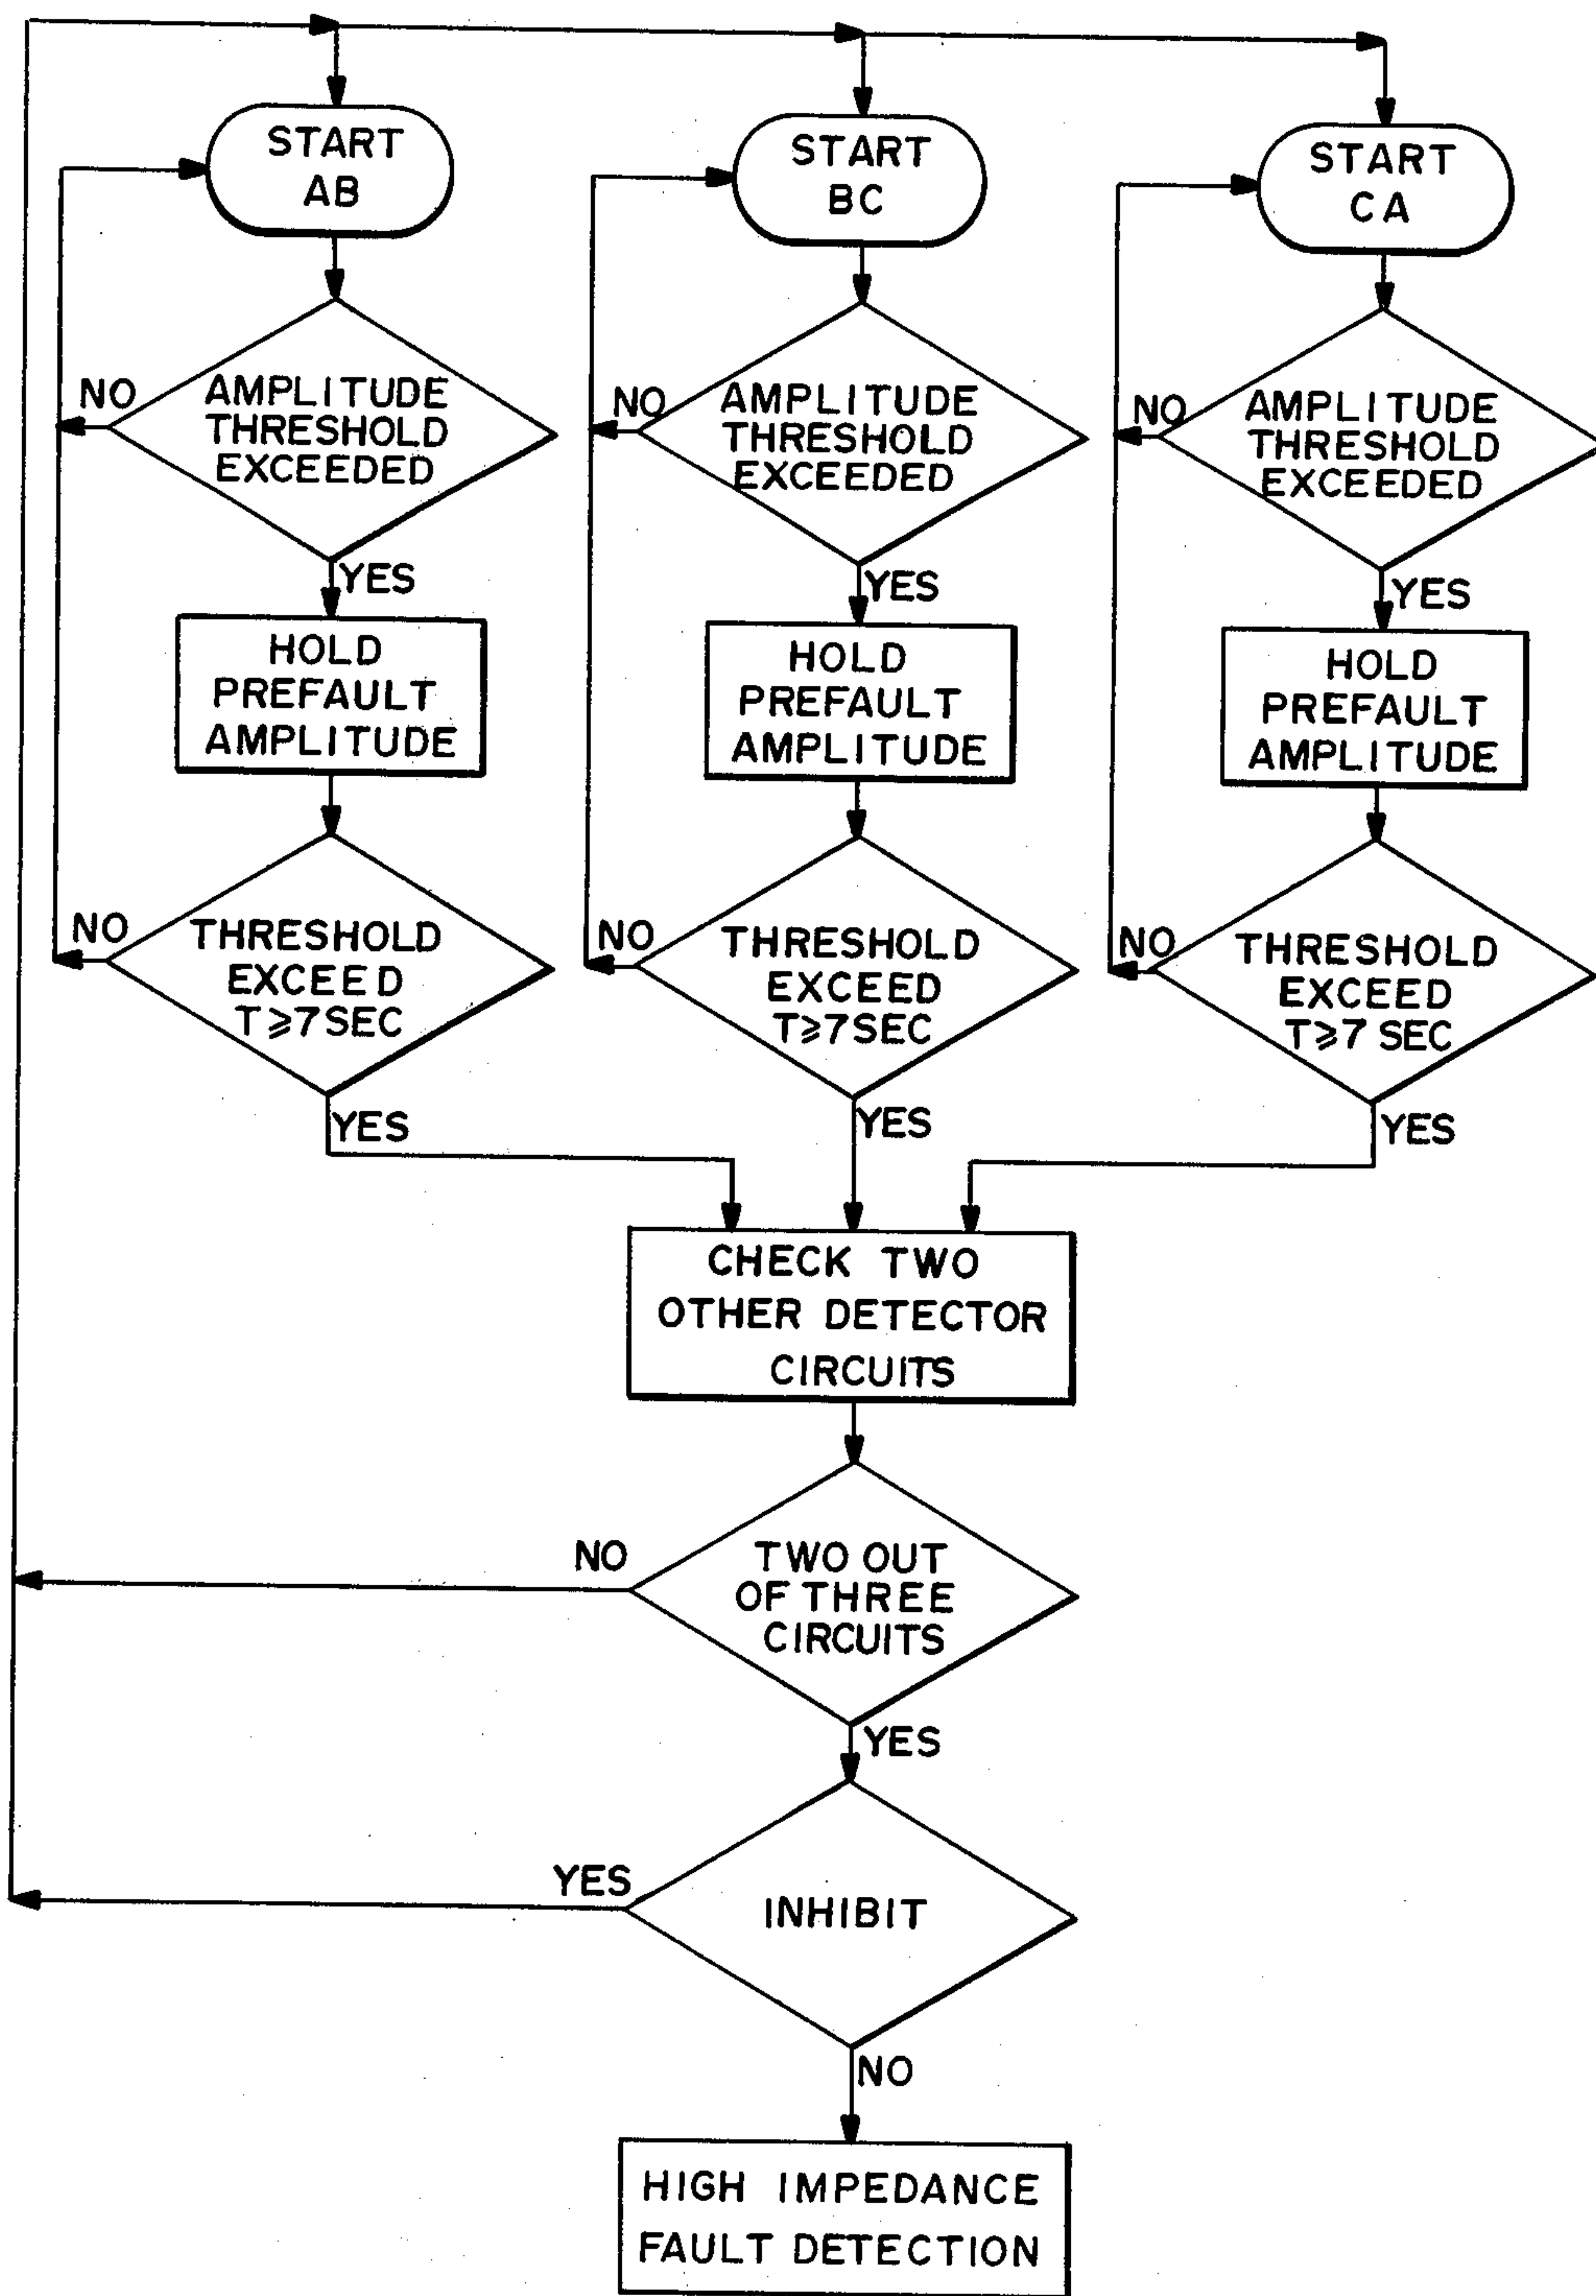 START
AB
START
BC
START
CA
NO
AMPLITUDE
THRESHOLD
EXCEEDED
NO
AMPLITUDE
THRESHOLD
EXCEEDED
NO
AMPLITUDE
THRESHOLD
EXCEEDED
YES
YES
YES
HOLD
PREFAULT
AMPLITUDE
HOLD
PREFAULT
AMPLITUDE
HOLD
PREFAULT
AMPLITUDE
NO
THRESHOLD
EXCEED
T⩾7SEC
NO
THRESHOLD
EXCEED
T⩾7SEC
NO
THRESHOLD
EXCEED
T⩾7 SEC
YES
YES
YES
CHECK TWO
OTHER DETECTOR
CIRCUITS
NO
TWO OUT
OF THREE
CIRCUITS
YES
YES
INHIBIT
NO
HIGH IMPEDANCE
FAULT DETECTION